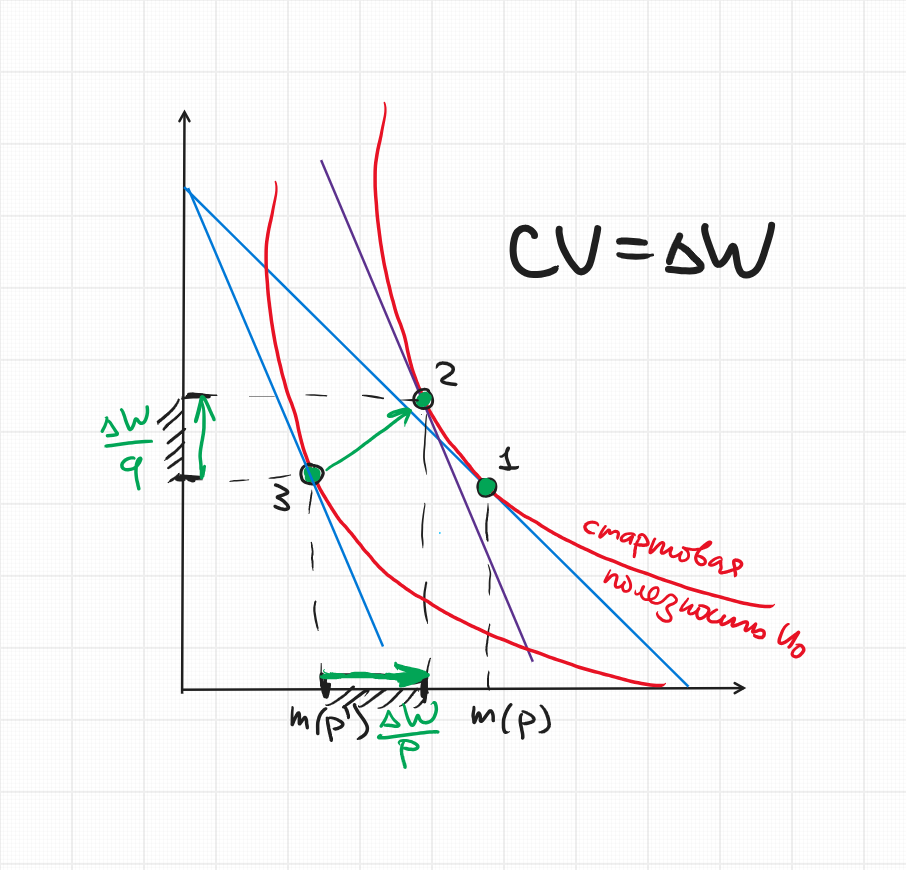 CV = ΔW
2
1
3
ΔW
q
стартовая
полезность u₀
m(p') ΔW m(p)
p